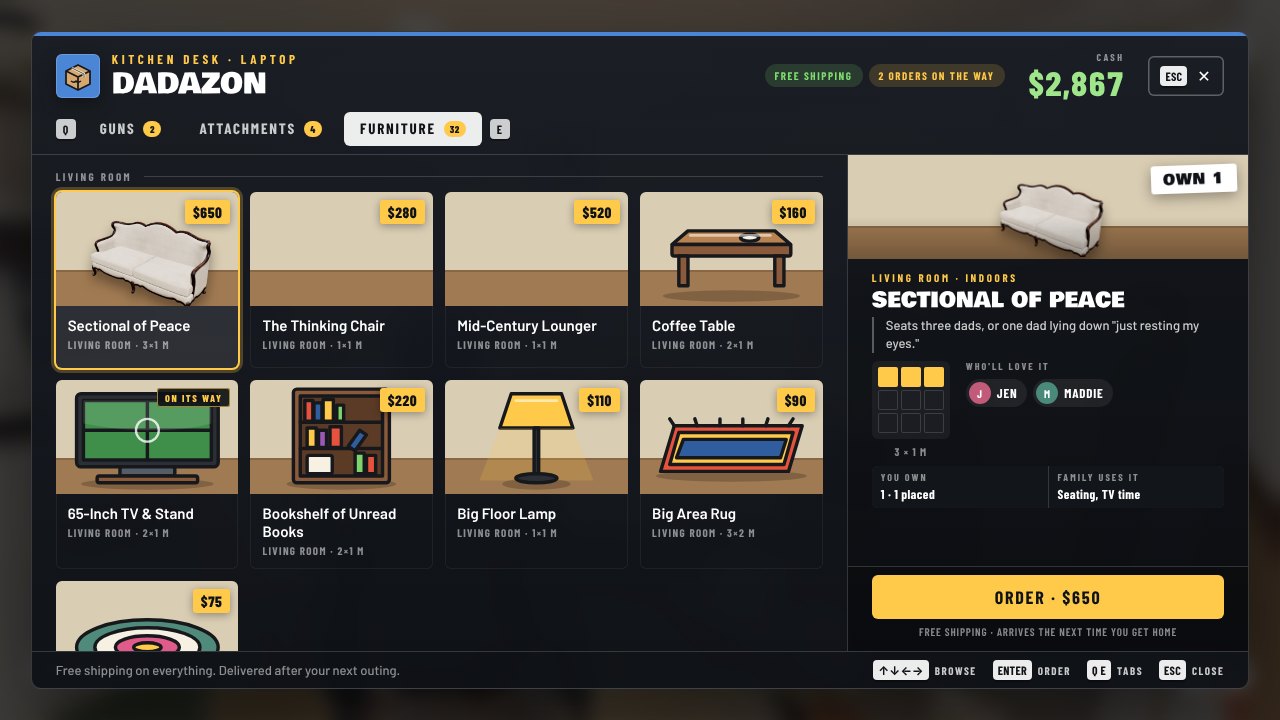 KITCHEN DESK · LAPTOP
DADAZON
FREE SHIPPING
2 ORDERS ON THE WAY
CASH
$2,867
ESC ✕
Q
GUNS 2
ATTACHMENTS 4
FURNITURE 32
E
LIVING ROOM
$650
Sectional of Peace
LIVING ROOM · 3×1 M
$280
The Thinking Chair
LIVING ROOM · 1×1 M
$520
Mid-Century Lounger
LIVING ROOM · 1×1 M
$160
Coffee Table
LIVING ROOM · 2×1 M
ON ITS WAY
65-Inch TV & Stand
LIVING ROOM · 2×1 M
$220
Bookshelf of Unread
Books
LIVING ROOM · 2×1 M
$110
Big Floor Lamp
LIVING ROOM · 1×1 M
$90
Big Area Rug
LIVING ROOM · 3×2 M
$75
OWN 1
LIVING ROOM · INDOORS
SECTIONAL OF PEACE
Seats three dads, or one dad lying down "just resting my
eyes."
3 × 1 M
WHO'LL LOVE IT
J JEN
M MADDIE
YOU OWN
1 · 1 placed
FAMILY USES IT
Seating, TV time
ORDER · $650
FREE SHIPPING · ARRIVES THE NEXT TIME YOU GET HOME
Free shipping on everything. Delivered after your next outing.
↑↓←→ BROWSE
ENTER ORDER
Q E TABS
ESC CLOSE